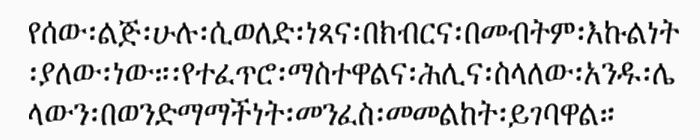 የሰው፡ልጅ፡ሁሉ፡ሲወለድ፡ነጻና፡በክብርና፡በመብትም፡እኩልነት
፡ያለው፡ነው።፡የተፈጥሮ፡ማስተዋልና፡ሕሊና፡ስላለው፡አንዱ፡ሌ
ላውን፡በወንድማማችነት፡መንፈስ፡መመልከት፡ይገባዋል።